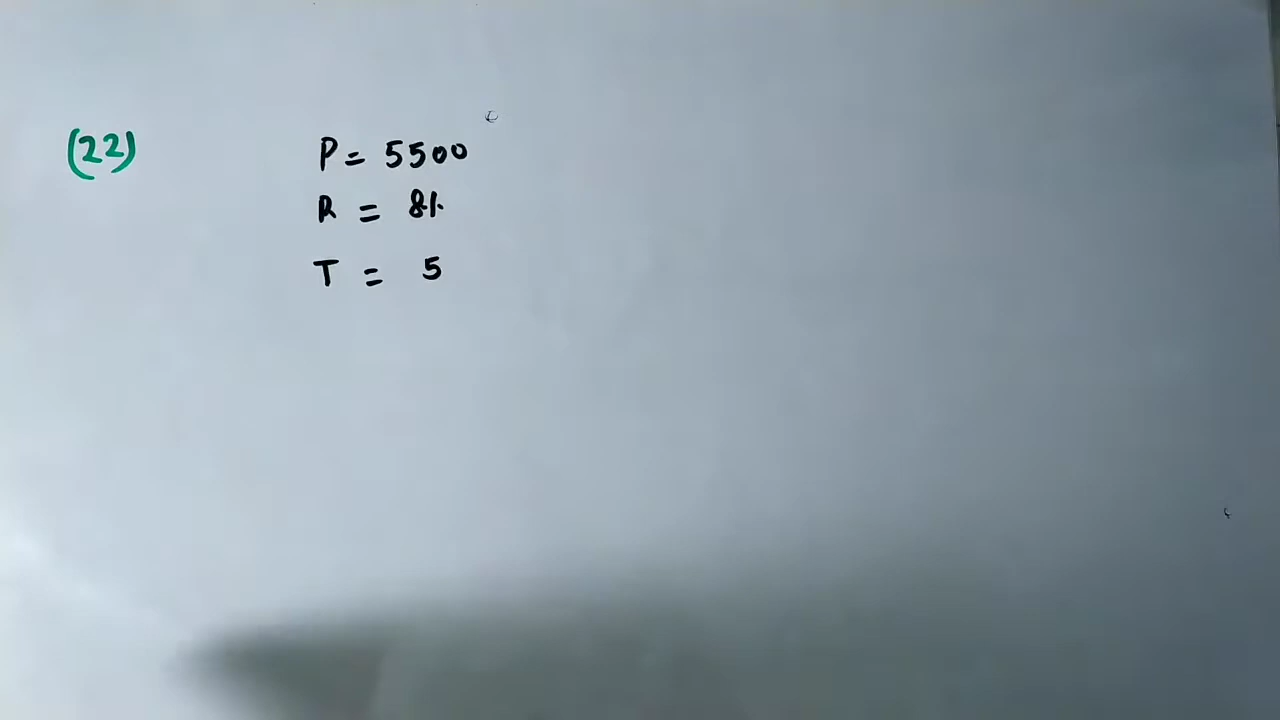 (22) P = 5500
R = 8%
T = 5